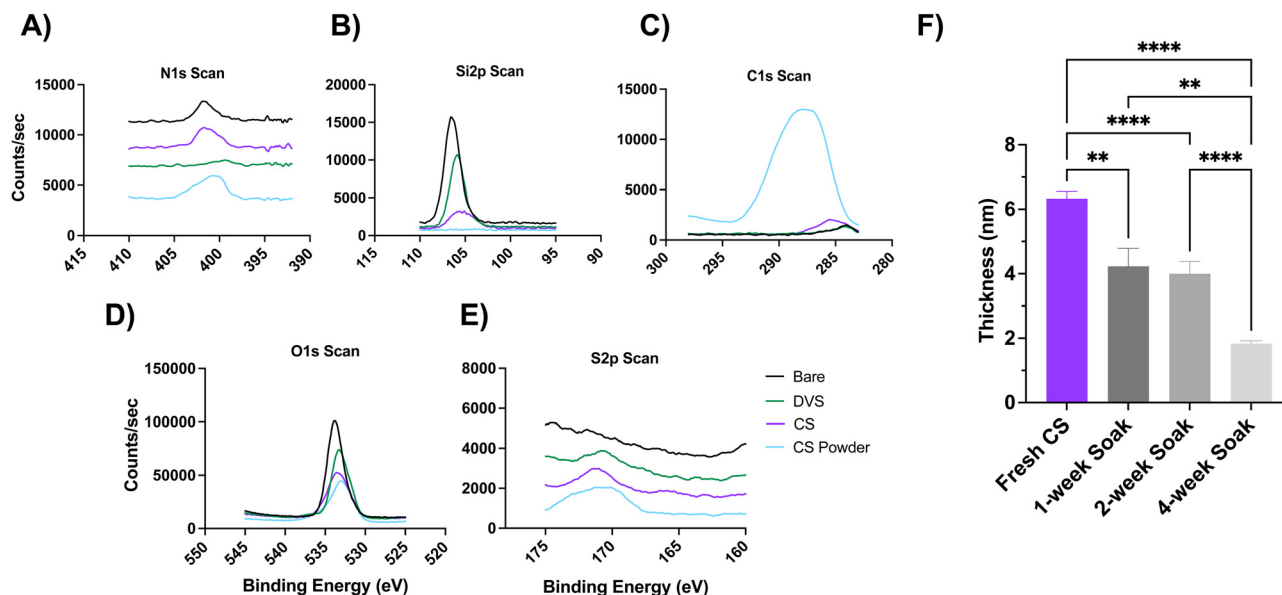 A)
N1s Scan
Counts/sec
15000
10000
5000
0
415
410
405
400
395
390
B)
Si2p Scan
20000
15000
10000
5000
0
115
110
105
100
95
90
C)
C1s Scan
15000
10000
5000
0
300
295
290
285
280
D)
O1s Scan
Counts/sec
150000
100000
50000
0
550
545
540
535
530
525
520
Binding Energy (eV)
E)
S2p Scan
8000
6000
4000
2000
0
175
170
165
160
Binding Energy (eV)
Bare
DVS
CS
CS Powder
F)
****
**
****
**
****
Thickness (nm)
8
6
4
2
0
Fresh CS
1-week Soak
2-week Soak
4-week Soak